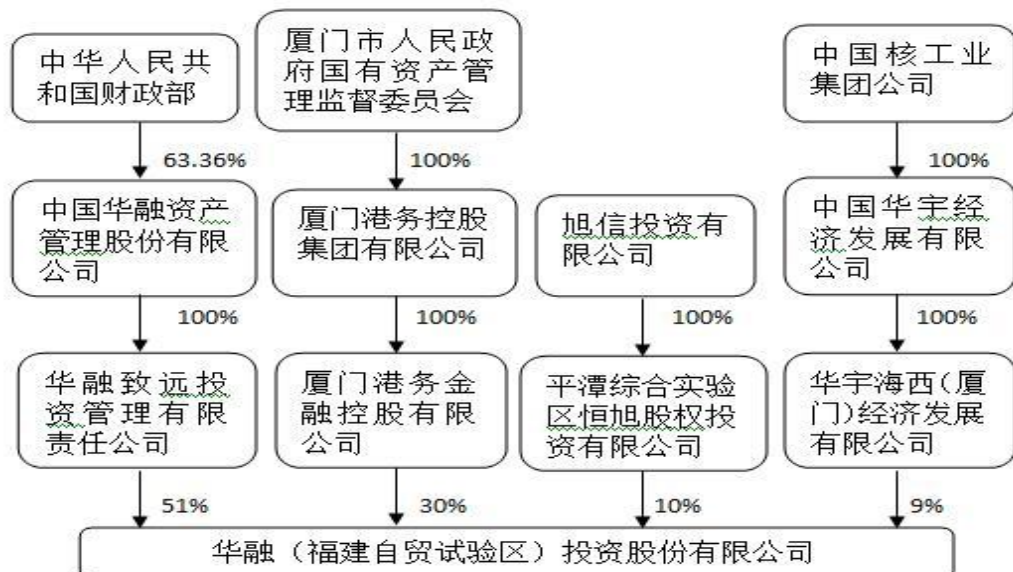 中华人民共
和国财政部
厦门市人民政
府国有资产管
理监督委员会
中国核工业
集团公司
63.36%
100%
100%
中国华融资产
管理股份有限
公司
厦门港务控股
集团有限公司
旭信投资有
限公司
中国华宇经
济发展有限
公司
100%
100%
100%
100%
华融致远投
资管理有限
责任公司
厦门港务金
融控股有限
公司
平潭综合实验
区恒旭股权投
资有限公司
华宇海西(厦
门)经济发展
有限公司
51%
30%
10%
9%
华融（福建自贸试验区）投资股份有限公司